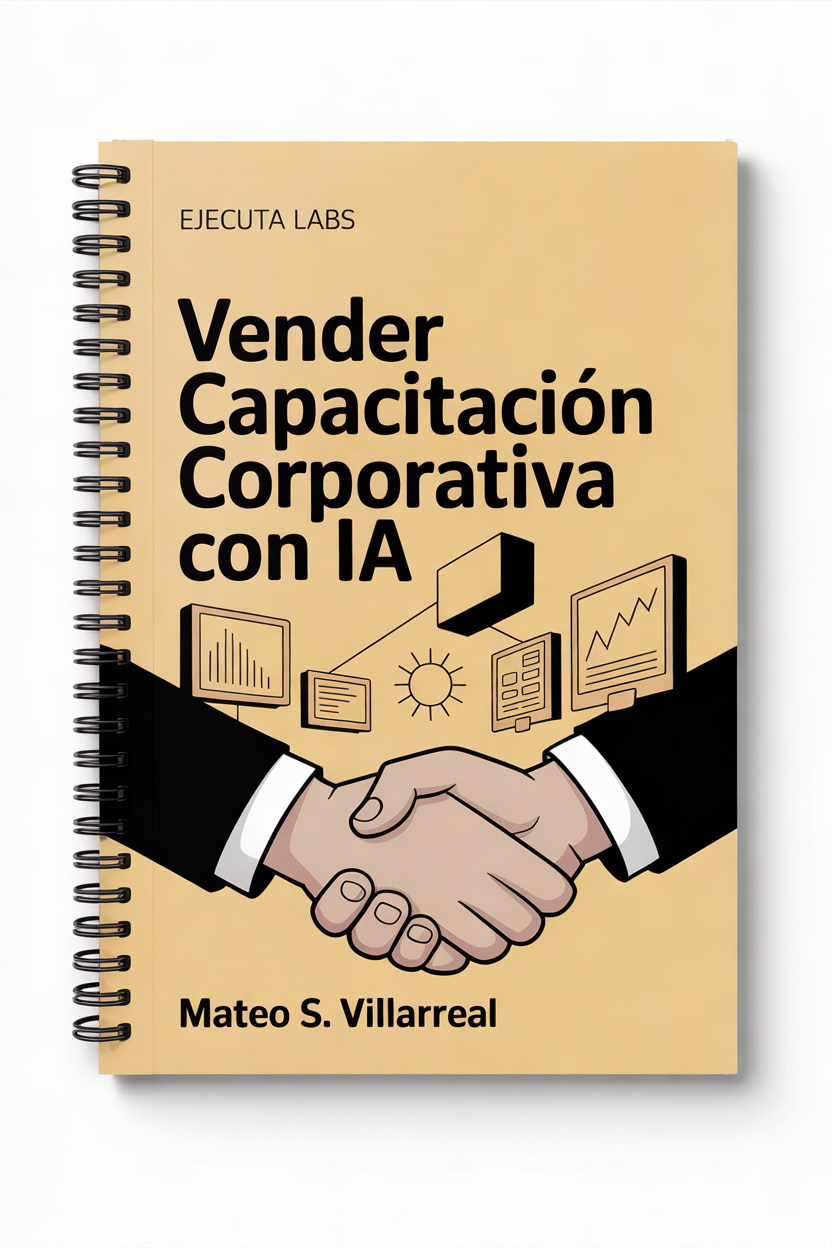 EJECUTA LABS
Vender
Capacitación
Corporativa
con IA
Mateo S. Villarreal